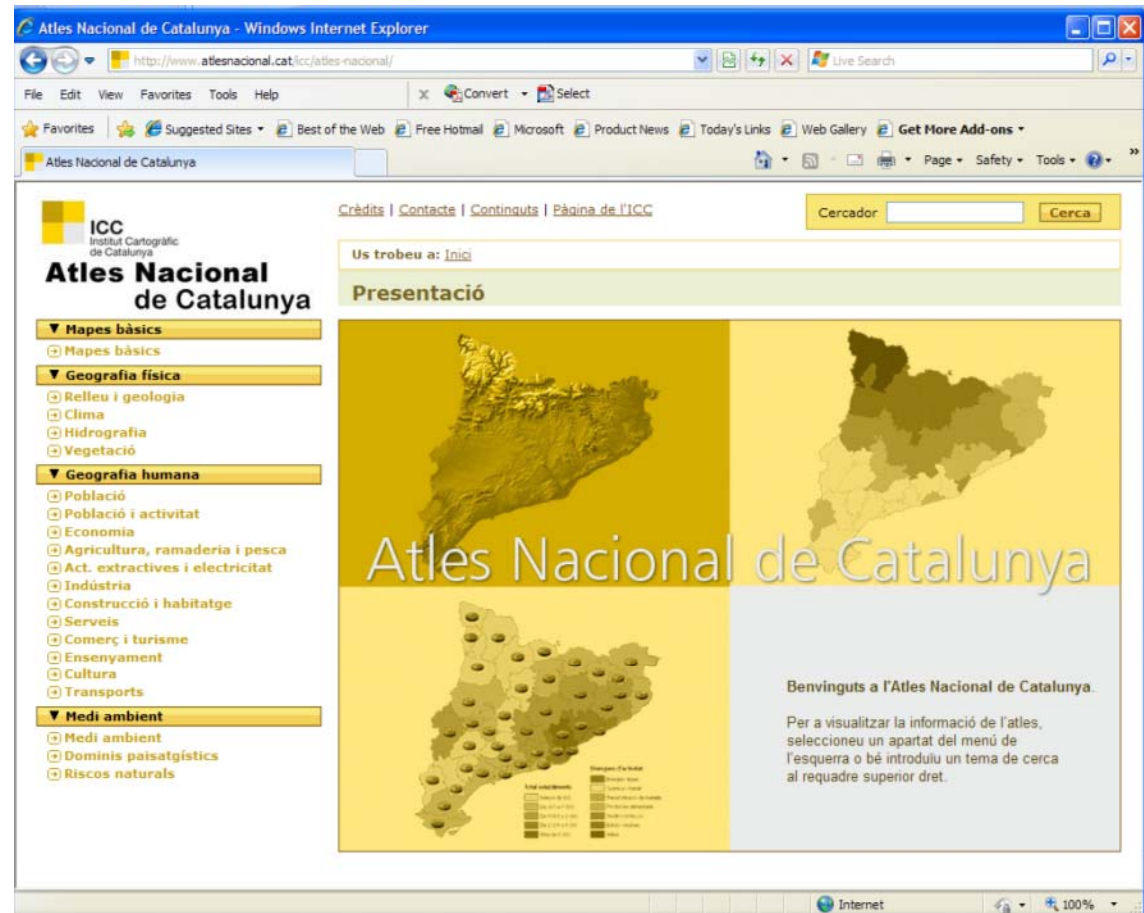 Atles Nacional de Catalunya - Windows Internet Explorer
http://www.atlesnacional.cat/icc/atles-nacional/
Live Search
File Edit View Favorites Tools Help
x Convert Select
Favorites Suggested Sites Best of the Web Free Hotmail Microsoft Product News Today's Links Web Gallery Get More Add-ons
Atles Nacional de Catalunya
Page Safety Tools »
ICC
Institut Cartogràfic
de Catalunya
Atles Nacional
de Catalunya
Crèdits | Contacte | Continguts | Pàgina de l'ICC
Cercador Cerca
Us trobeu a: Inici
Presentació
Mapes bàsics
Mapes bàsics
Geografia física
Relleu i geologia
Clima
Hidrografia
Vegetació
Geografia humana
Població
Població i activitat
Economia
Agricultura, ramaderia i pesca
Act. extractives i electricitat
Indústria
Construcció i habitatge
Serveis
Comerç i turisme
Ensenyament
Cultura
Transports
Medi ambient
Medi ambient
Dominis paisatgístics
Riscos naturals
Atles Nacional de Catalunya
Benvinguts a l'Atles Nacional de Catalunya.
Per a visualitzar la informació de l'atles,
seleccioneu un apartat del menú de
l'esquerra o bé introduïu un tema de cerca
al requadre superior dret.
Internet
100%